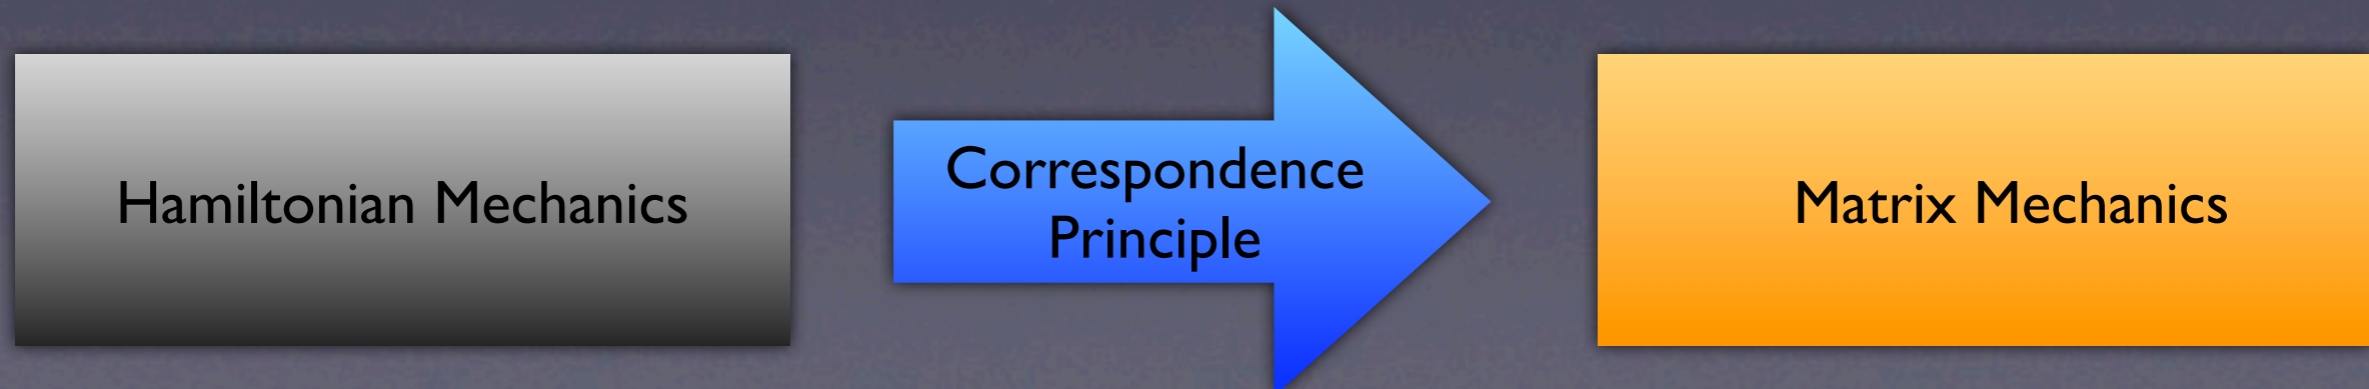 Hamiltonian Mechanics
Correspondence
Principle
Matrix Mechanics